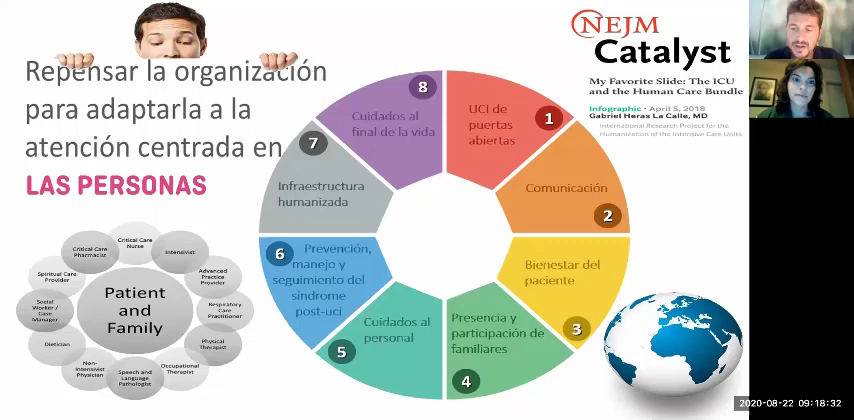 Repensar la organización
para adaptarla a la
atención centrada en
LAS PERSONAS
NEJM
Catalyst
My Favorite Slide: The ICU
and the Human Care Bundle
Infographic • April 5, 2018
Gabriel Heras La Calle, MD
International Research Project for the
Humanization of the Intensive Care Units
1
UCI de
puertas
abiertas
2
Comunicación
3
Bienestar del
paciente
4
Presencia y
participación de
familiares
5
Cuidados al
personal
6
Prevención,
manejo y
seguimiento del
síndrome
post-uci
7
Infraestructura
humanizada
8
Cuidados al
final de la vida
Patient
and
Family
Critical Care
Nurse
Intensivist
Advanced
Practice
Provider
Respiratory
Care
Practitioner
Physical
Therapist
Occupational
Therapist
Speech and
Language
Pathologist
Non-
Intensivist
Physician
Dietician
Social
Worker /
Case
Manager
Spiritual Care
Provider
Critical Care
Pharmacist
2020-08-22 09:18:32